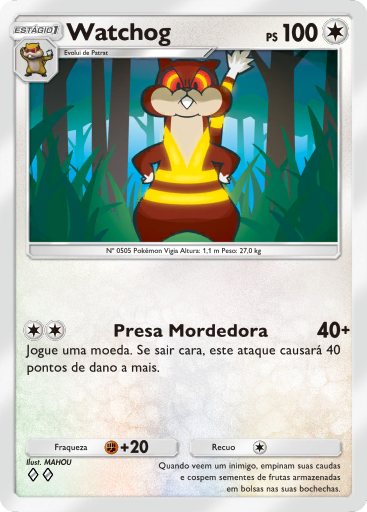 ESTÁGIO 1
Watchog
PS 100
Evolui de Patrat
Nº 0505 Pokémon Vigia Altura: 1,1 m Peso: 27,0 kg
Presa Mordedora 40+
Jogue uma moeda. Se sair cara, este ataque causará 40
pontos de dano a mais.
Fraqueza +20 Recuo
Ilust. MAHOU
Quando veem um inimigo, empinam suas caudas
e cospem sementes de frutas armazenadas
em bolsas nas suas bochechas.